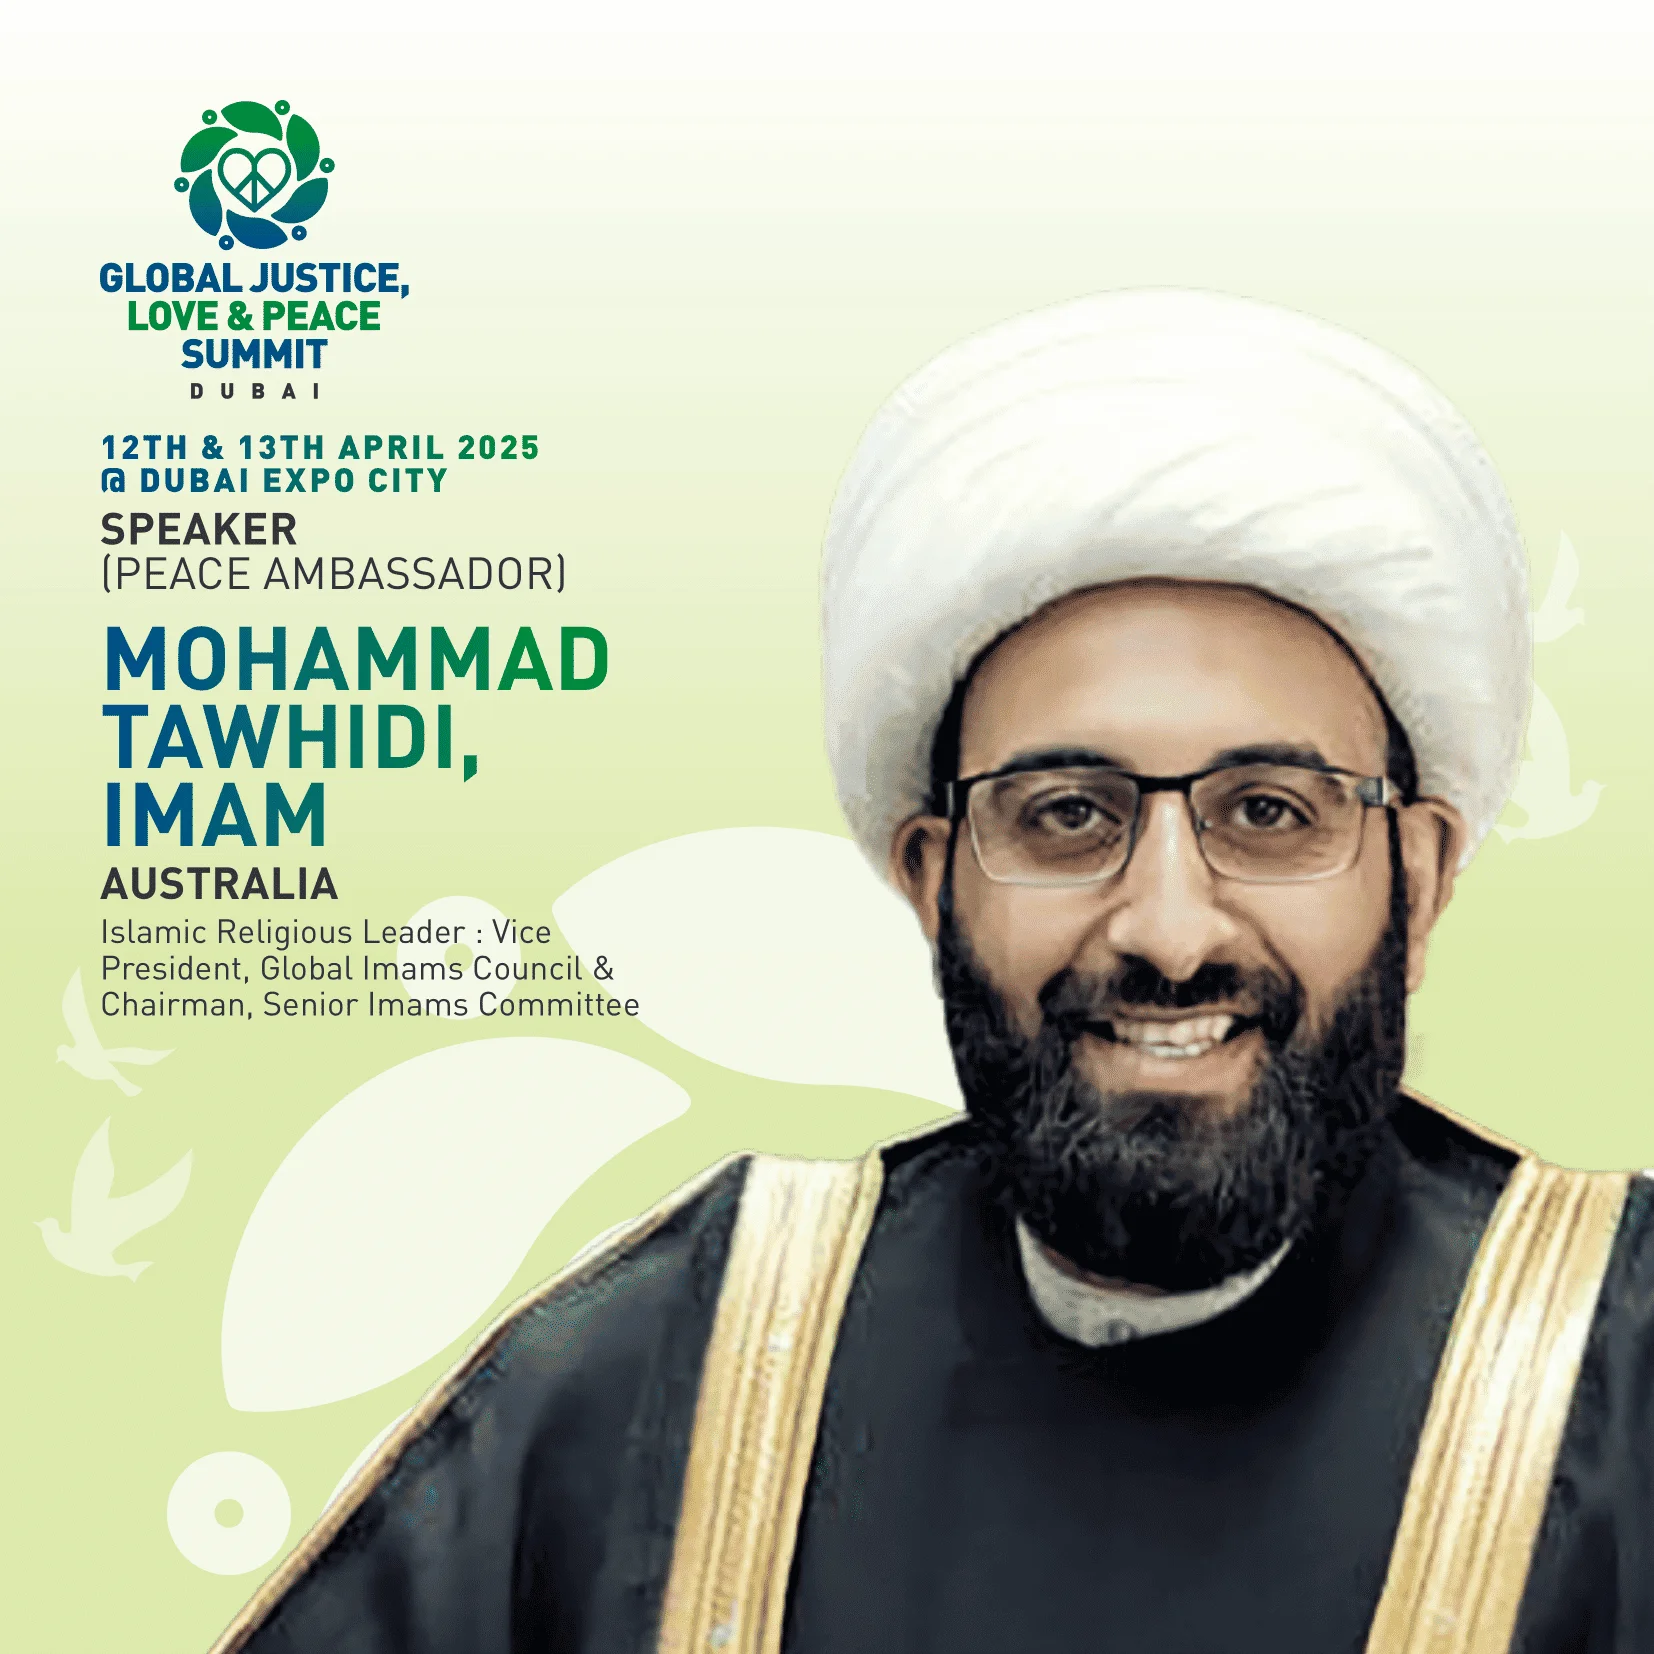 GLOBAL JUSTICE,
LOVE & PEACE
SUMMIT
DUBAI
12TH & 13TH APRIL 2025
@ DUBAI EXPO CITY
SPEAKER
(PEACE AMBASSADOR)
MOHAMMAD
TAWHIDI,
IMAM
AUSTRALIA
Islamic Religious Leader : Vice
President, Global Imams Council &
Chairman, Senior Imams Committee